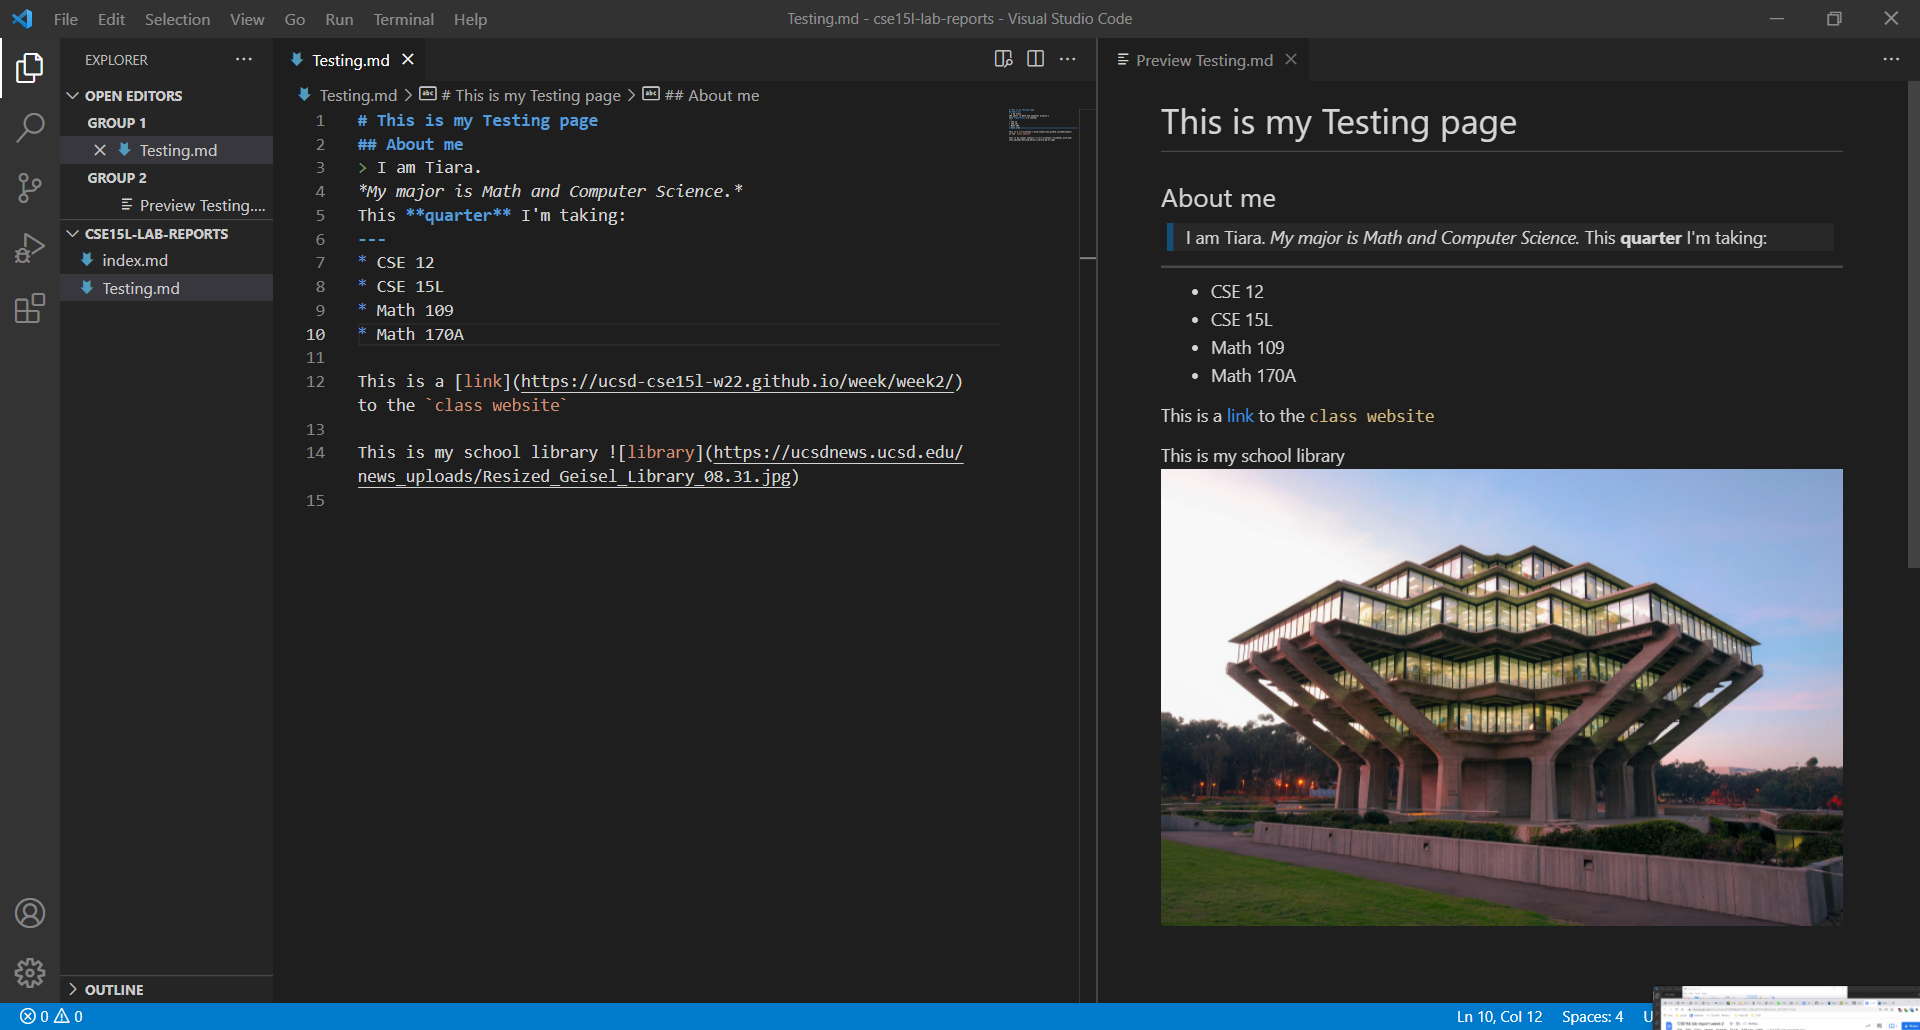 File Edit Selection View Go Run Terminal Help
Testing.md - cse15l-lab-reports - Visual Studio Code
EXPLORER
OPEN EDITORS
GROUP 1
Testing.md
GROUP 2
Preview Testing....
CSE15L-LAB-REPORTS
index.md
Testing.md
OUTLINE
Testing.md
Testing.md > # This is my Testing page > ## About me
1 # This is my Testing page
2 ## About me
3 > I am Tiara.
4 *My major is Math and Computer Science.*
5 This **quarter** I'm taking:
6 ---
7 * CSE 12
8 * CSE 15L
9 * Math 109
10 * Math 170A
11
12 This is a [link](https://ucsd-cse15l-w22.github.io/week/week2/)
to the `class website`
13
14 This is my school library ![library](https://ucsdnews.ucsd.edu/
news_uploads/Resized_Geisel_Library_08.31.jpg)
15
Preview Testing.md
This is my Testing page
About me
I am Tiara. My major is Math and Computer Science. This quarter I'm taking:
• CSE 12
• CSE 15L
• Math 109
• Math 170A
This is a link to the class website
This is my school library
0 0
Ln 10, Col 12 Spaces: 4 U